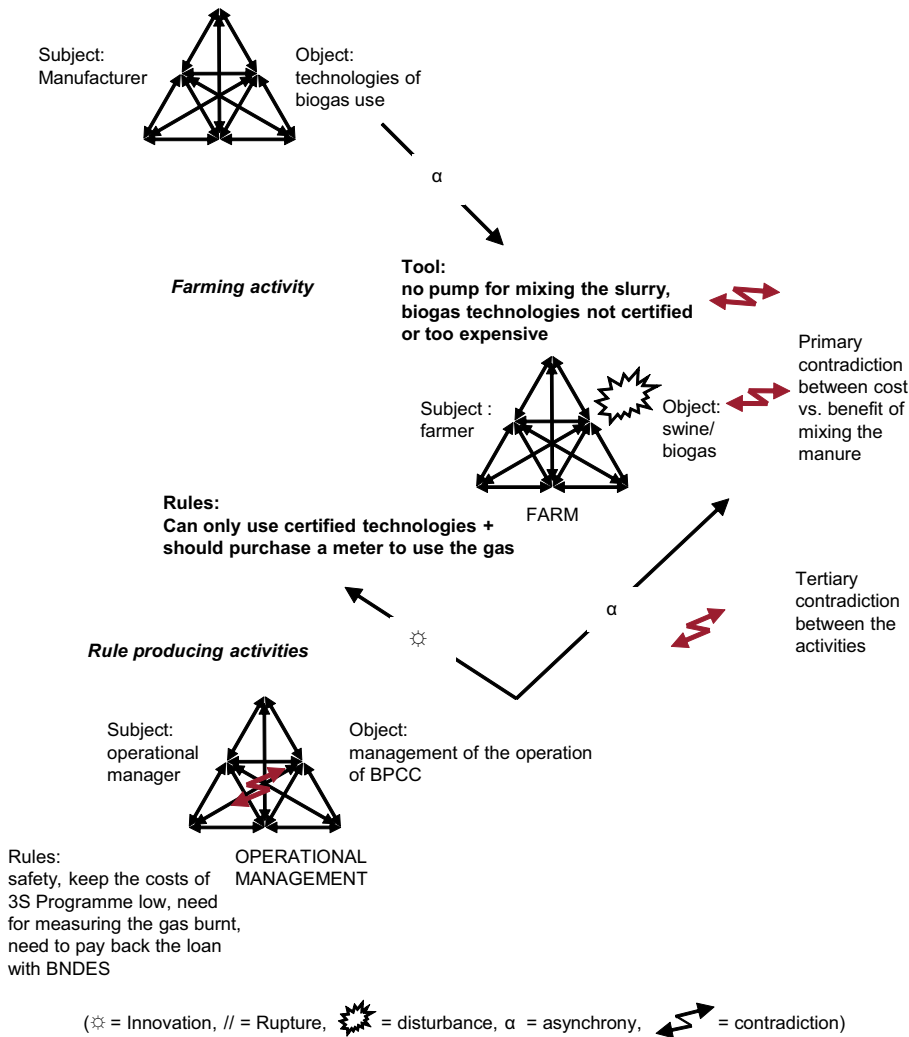 Subject:
Manufacturer
Object:
technologies of
biogas use
α
Farming activity
Tool:
no pump for mixing the slurry,
biogas technologies not certified
or too expensive
Primary
contradiction
between cost
vs. benefit of
mixing the
manure
Subject :
farmer
Object:
swine/
biogas
FARM
Rules:
Can only use certified technologies +
should purchase a meter to use the gas
α
Tertiary
contradiction
between the
activities
☼
Rule producing activities
Subject:
operational
manager
Object:
management of the operation
of BPCC
OPERATIONAL
MANAGEMENT
Rules:
safety, keep the costs of
3S Programme low, need
for measuring the gas burnt,
need to pay back the loan
with BNDES
(☼ = Innovation, // = Rupture, = disturbance, α = asynchrony, = contradiction)